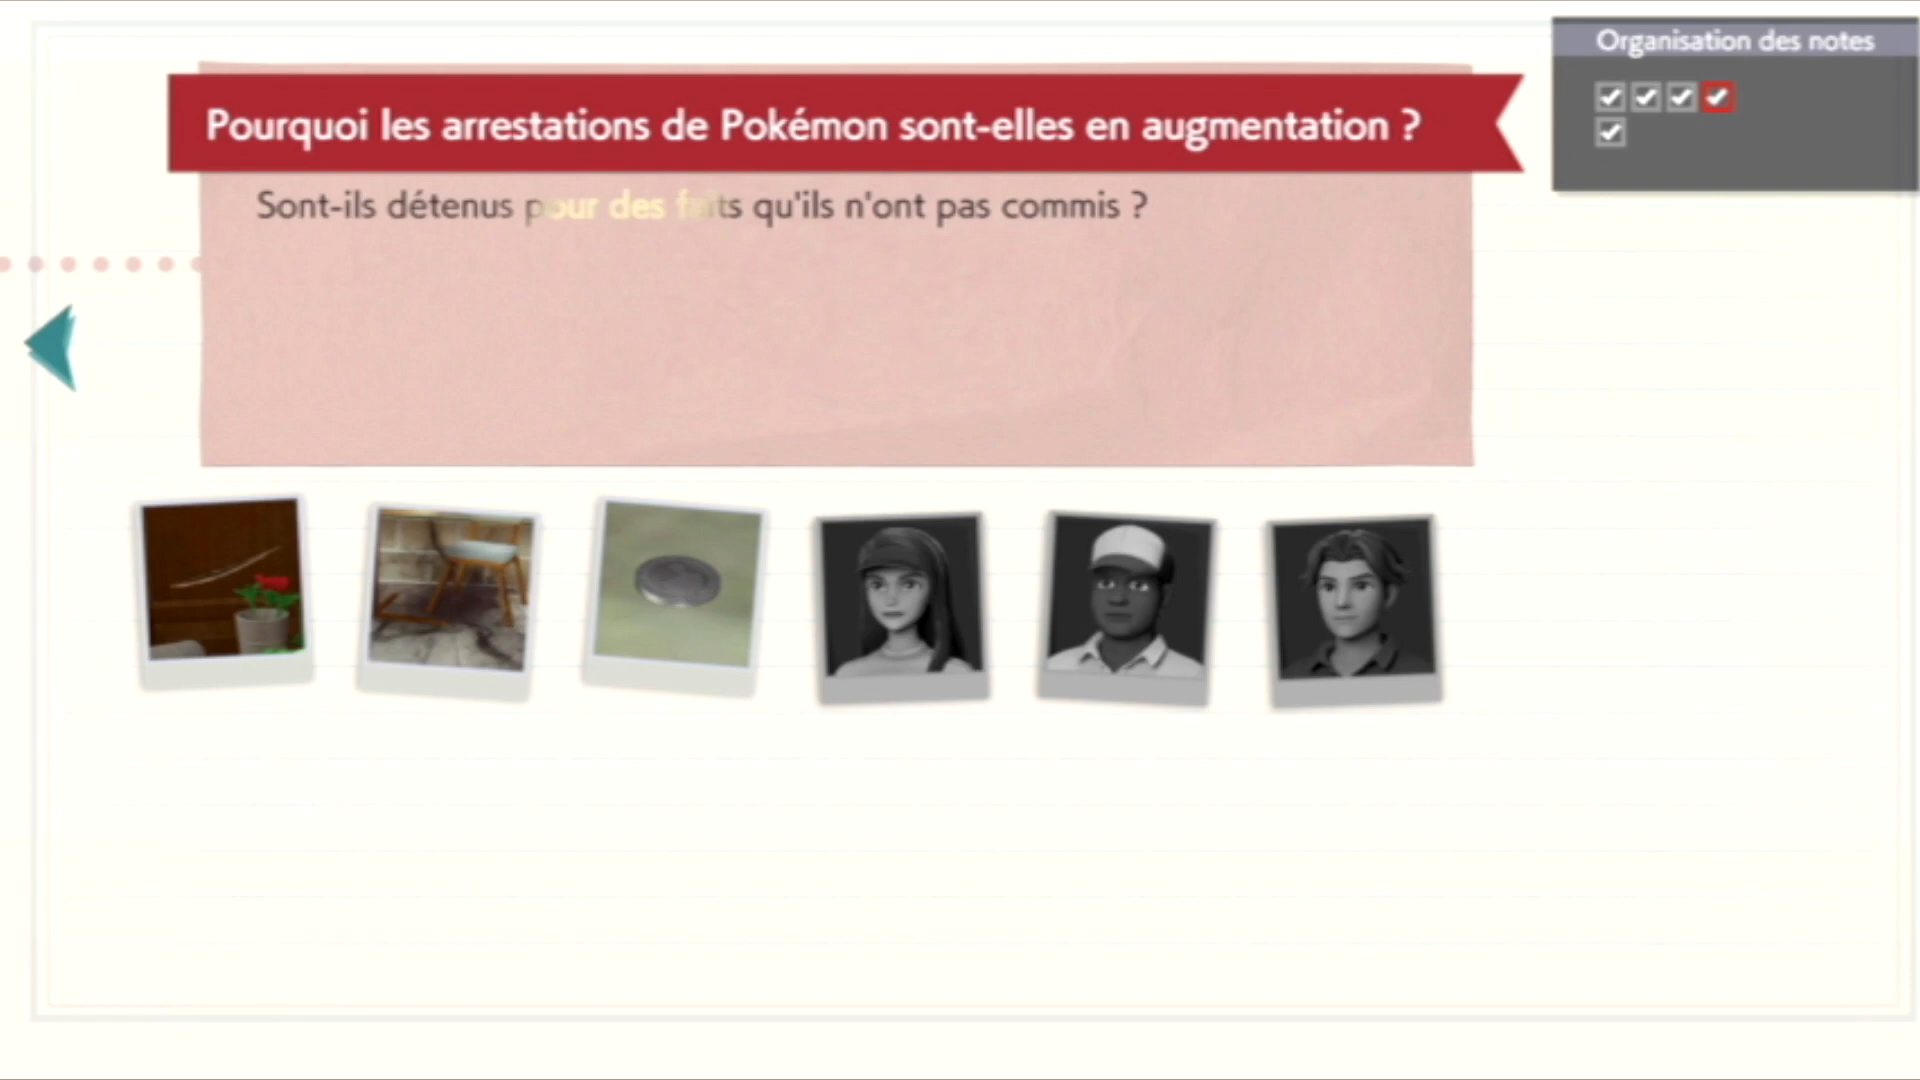 Organisation des notes
Pourquoi les arrestations de Pokémon sont-elles en augmentation ?
Sont-ils détenus pour des faits qu'ils n'ont pas commis ?